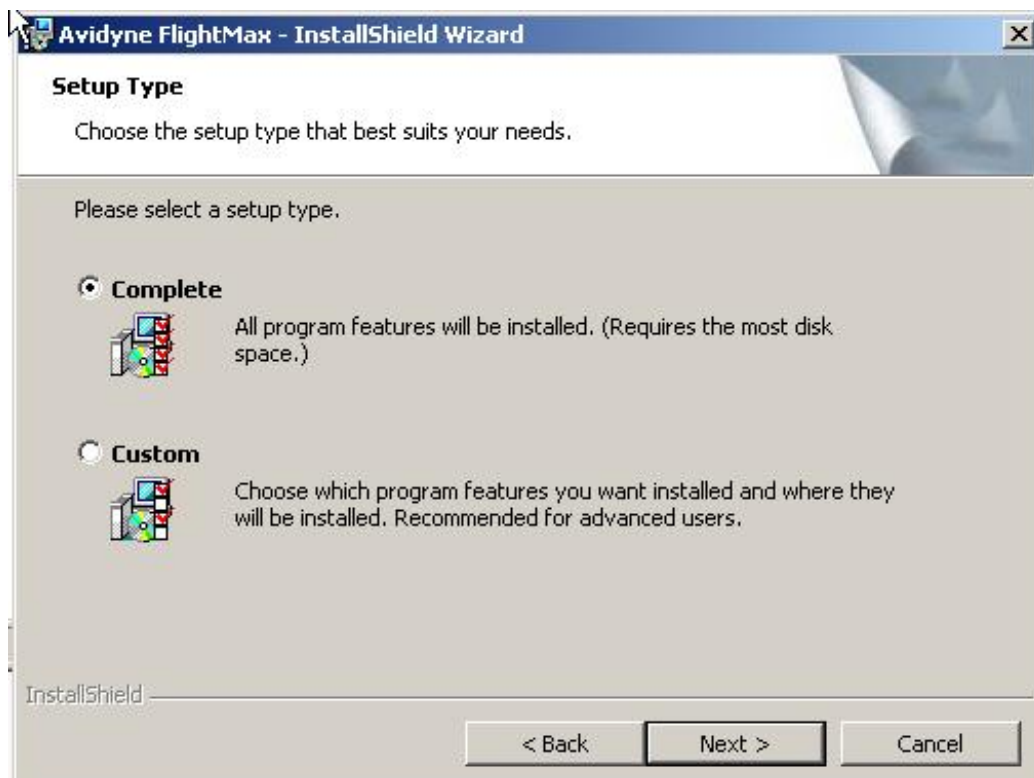 Avidyne FlightMax - InstallShield Wizard
Setup Type
Choose the setup type that best suits your needs.
Please select a setup type.
Complete
All program features will be installed. (Requires the most disk
space.)
Custom
Choose which program features you want installed and where they
will be installed. Recommended for advanced users.
InstallShield
< Back Next > Cancel